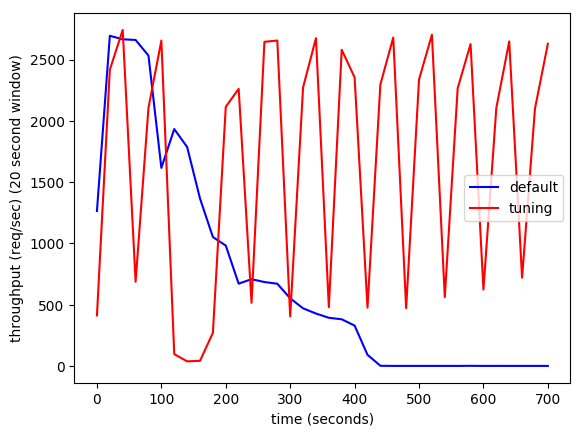 throughput (req/sec) (20 second window)
2500
2000
1500
1000
500
0
default
tuning
0 100 200 300 400 500 600 700
time (seconds)